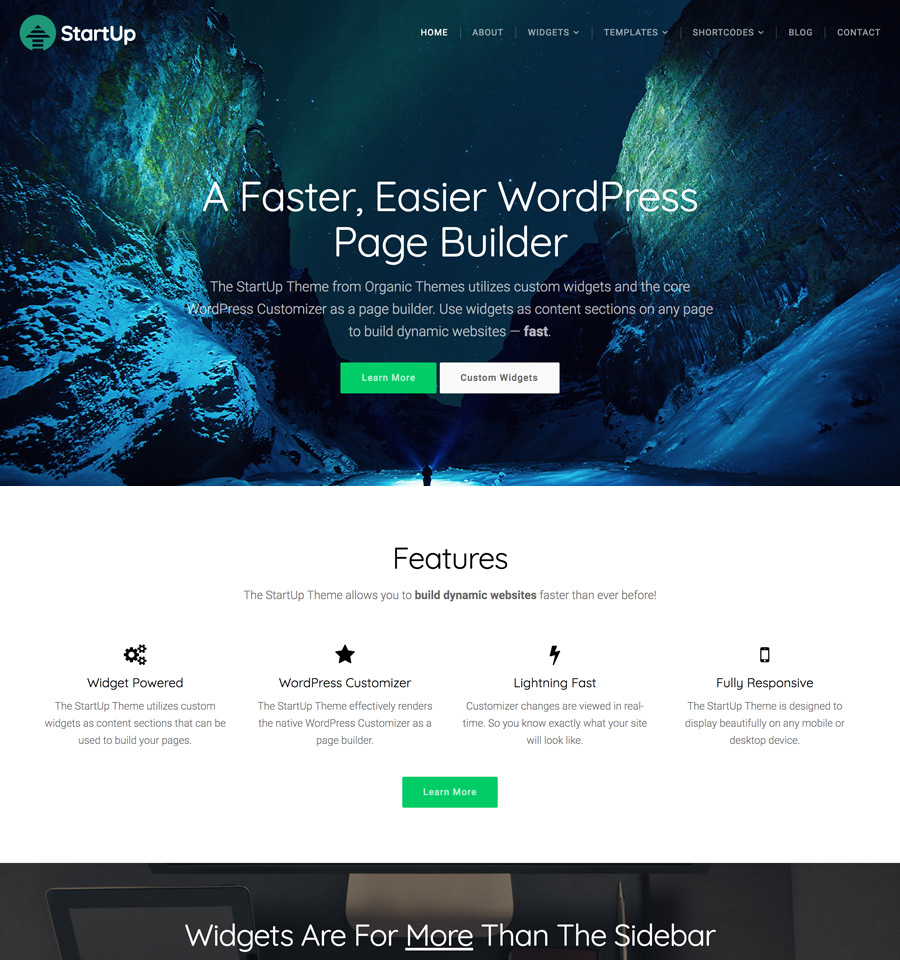 StartUp
HOME
ABOUT
WIDGETS
TEMPLATES
SHORTCODES
BLOG
CONTACT
A Faster, Easier WordPress
Page Builder
The StartUp Theme from Organic Themes utilizes custom widgets and the core
WordPress Customizer as a page builder. Use widgets as content sections on any page
to build dynamic websites — fast.
Learn More
Custom Widgets
Features
The StartUp Theme allows you to build dynamic websites faster than ever before!
Widget Powered
The StartUp Theme utilizes custom
widgets as content sections that can be
used to build your pages.
WordPress Customizer
The StartUp Theme effectively renders
the native WordPress Customizer as a
page builder.
Lightning Fast
Customizer changes are viewed in real-
time. So you know exactly what your site
will look like.
Fully Responsive
The StartUp Theme is designed to
display beautifully on any mobile or
desktop device.
Learn More
Widgets Are For More Than The Sidebar